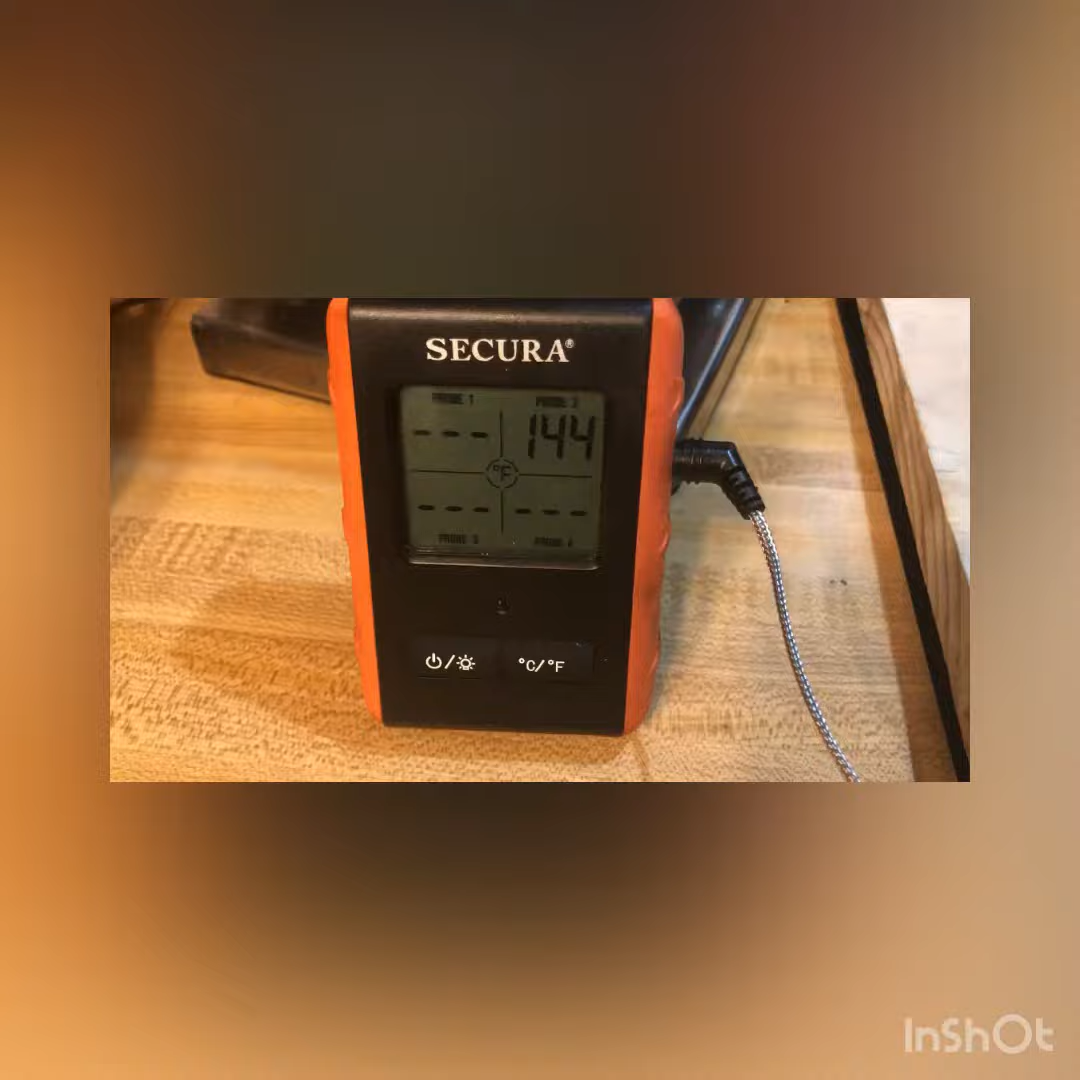 SECURA®
PROBE 1 PROBE 2
--- 144
°F
--- ---
PROBE 3 PROBE 4
⏻/☼ °C/°F
InShOt